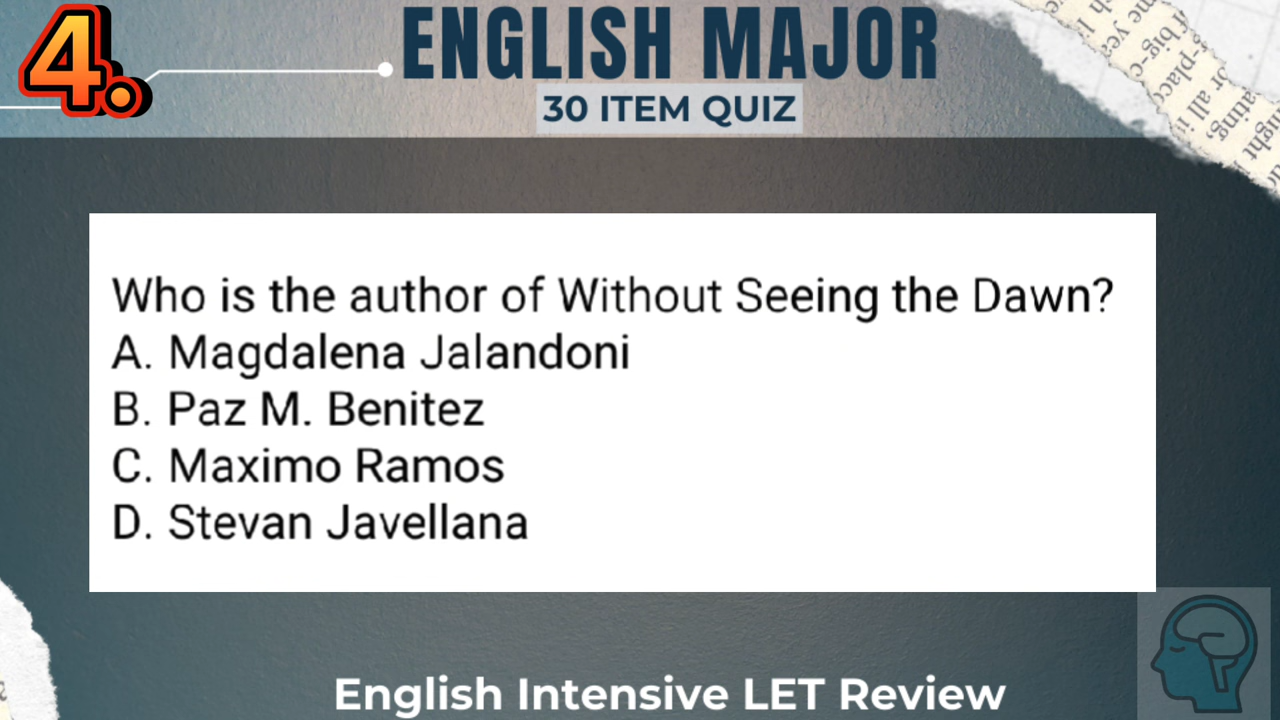 4.
ENGLISH MAJOR
30 ITEM QUIZ
Who is the author of Without Seeing the Dawn?
A. Magdalena Jalandoni
B. Paz M. Benitez
C. Maximo Ramos
D. Stevan Javellana
English Intensive LET Review